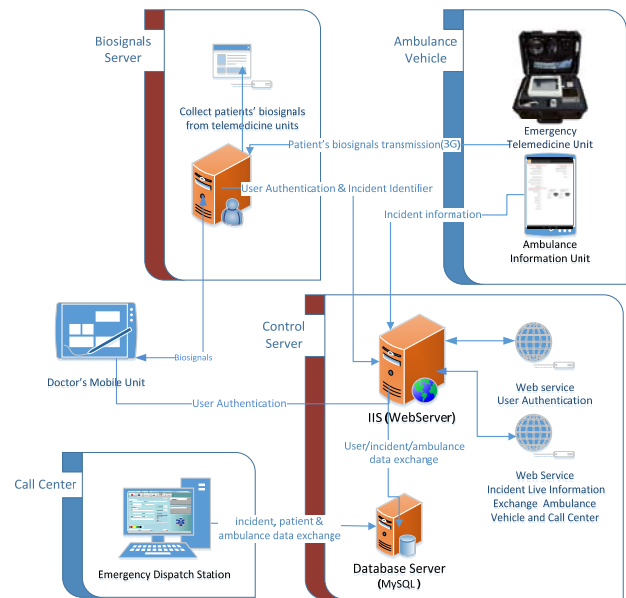 Biosignals
Server
Collect patients' biosignals
from telemedicine units
Ambulance
Vehicle
Emergency
Telemedicine Unit
Patient's biosignals transmission(3G)
User Authentication & Incident Identifier
Incident information
Ambulance
Information Unit
Control
Server
Biosignals
Doctor's Mobile Unit
Web service
User Authentication
User Authentication
IIS (WebServer)
User/incident/ambulance
data exchange
Web Service
Incident Live Information
Exchange Ambulance
Vehicle and Call Center
Call Center
incident, patient &
ambulance data exchange
Emergency Dispatch Station
Database Server
(MySQL)